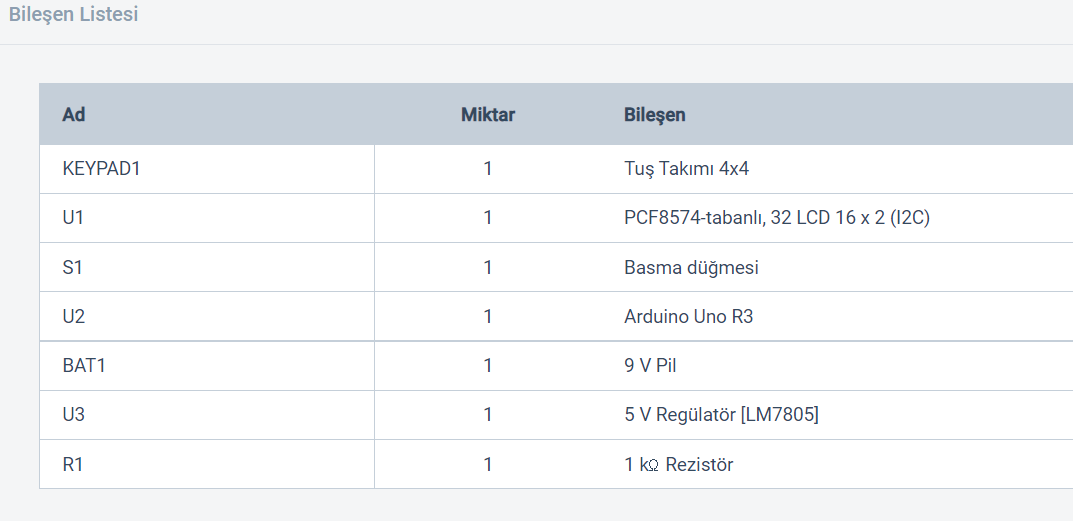 Bileşen Listesi
Ad Miktar Bileşen
KEYPAD1 1 Tuş Takımı 4x4
U1 1 PCF8574-tabanlı, 32 LCD 16 x 2 (I2C)
S1 1 Basma düğmesi
U2 1 Arduino Uno R3
BAT1 1 9 V Pil
U3 1 5 V Regülatör [LM7805]
R1 1 1 kΩ Rezistör